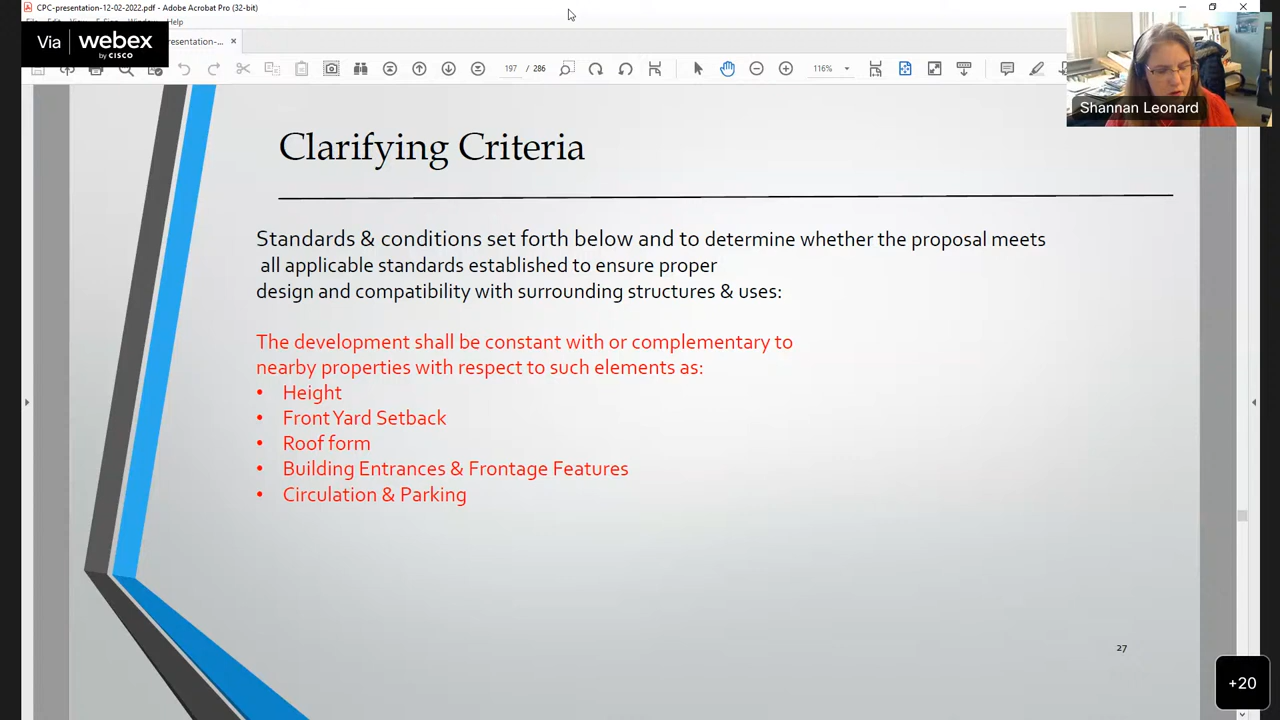 CPC-presentation-12-02-2022.pdf - Adobe Acrobat Pro (32-bit)
Help
Via webex
by CISCO
resentation-...
197 / 286
116%
Shannan Leonard
Clarifying Criteria
Standards & conditions set forth below and to determine whether the proposal meets
all applicable standards established to ensure proper
design and compatibility with surrounding structures & uses:
The development shall be constant with or complementary to
nearby properties with respect to such elements as:
• Height
• Front Yard Setback
• Roof form
• Building Entrances & Frontage Features
• Circulation & Parking
27
+20